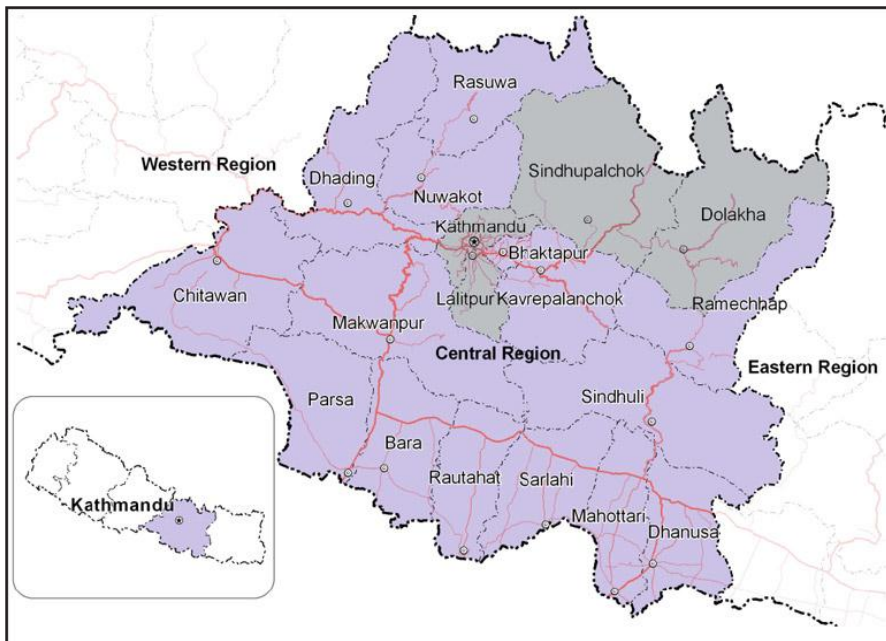 Rasuwa
Western Region
Sindhupalchok
Dhading
Nuwakot
Dolakha
Kathmandu
Bhaktapur
Chitawan
Lalitpur
Kavrepalanchok
Ramechhap
Makwanpur
Central Region
Eastern Region
Parsa
Sindhuli
Bara
Rautahat
Sarlahi
Mahottari
Dhanusa
Kathmandu